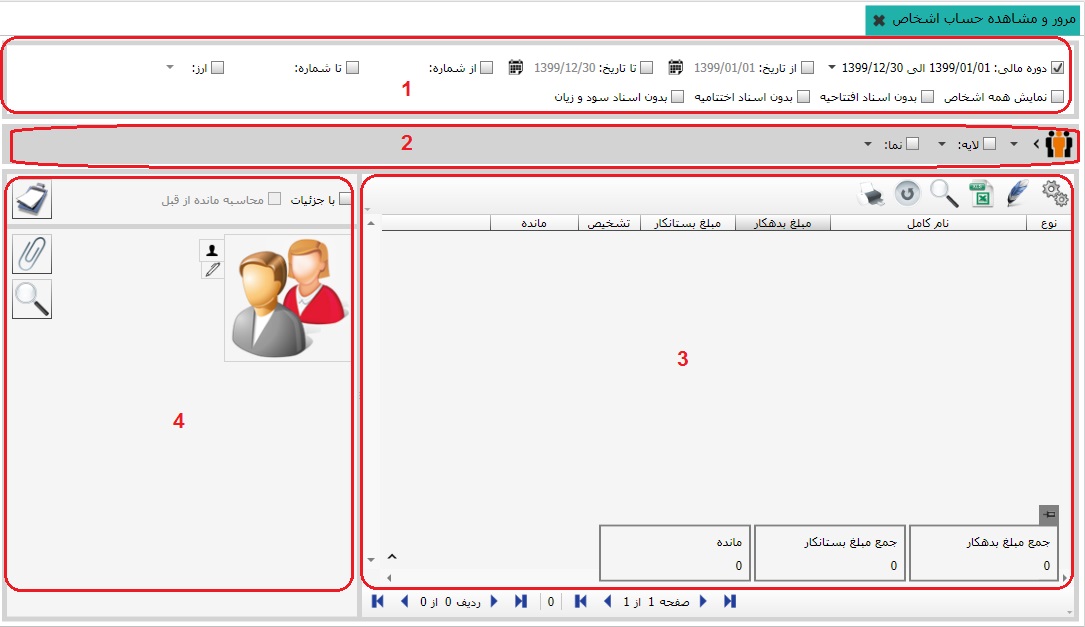 مرور و مشاهده حساب اشخاص
دوره مالی: 1399/01/01 الی 1399/12/30 از تاریخ: 1399/01/01 تا تاریخ: 1399/12/30 از شماره: تا شماره: ارز:
1
نمایش همه اشخاص بدون اسناد افتتاحیه بدون اسناد اختتامیه بدون اسناد سود و زیان
لایه: نما:
2
با جزئیات محاسبه مانده از قبل
نوع نام کامل مبلغ بدهکار مبلغ بستانکار تشخیص مانده
3
4
جمع مبلغ بدهکار جمع مبلغ بستانکار مانده
0 0 0
صفحه 1 از 1 0 ردیف 0 از 0